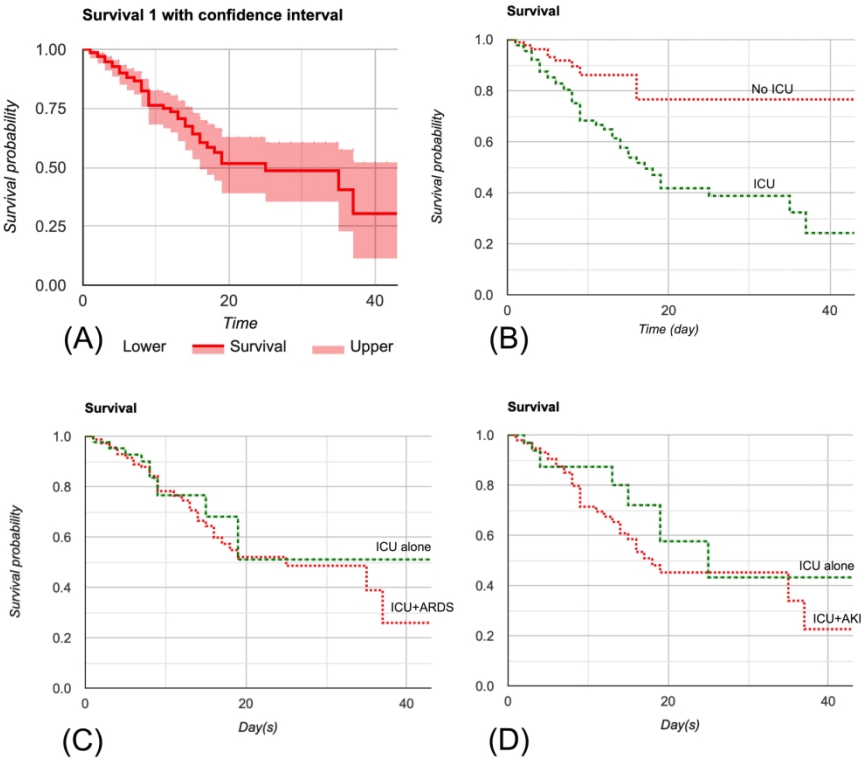 Survival 1 with confidence interval
1.00
0.75
0.50
0.25
0.00
Survival probability
0
20
40
Time
(A)
Lower
Survival
Upper
Survival
1.0
0.8
0.6
0.4
0.2
0.0
Survival probability
No ICU
ICU
0
20
40
Time (day)
(B)
Survival
1.0
0.8
0.6
0.4
0.2
0.0
Survival probability
ICU alone
ICU+ARDS
0
20
40
Day(s)
(C)
Survival
1.0
0.8
0.6
0.4
0.2
0.0
ICU alone
ICU+AKI
0
20
40
Day(s)
(D)